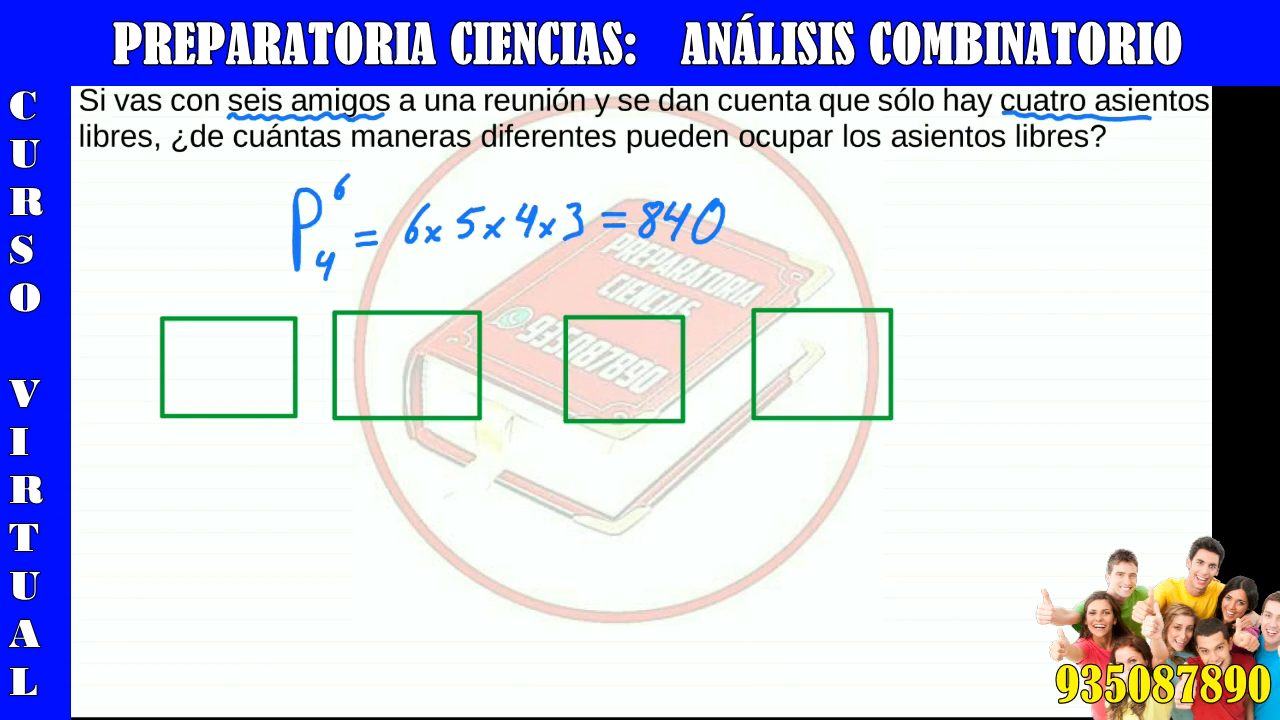 PREPARATORIA CIENCIAS: ANÁLISIS COMBINATORIO
CURSO VIRTUAL
Si vas con seis amigos a una reunión y se dan cuenta que sólo hay cuatro asientos
libres, ¿de cuántas maneras diferentes pueden ocupar los asientos libres?
P 6 4 = 6 x 5 x 4 x 3 = 840
PREPARATORIA
CIENCIAS
935087890
935087890